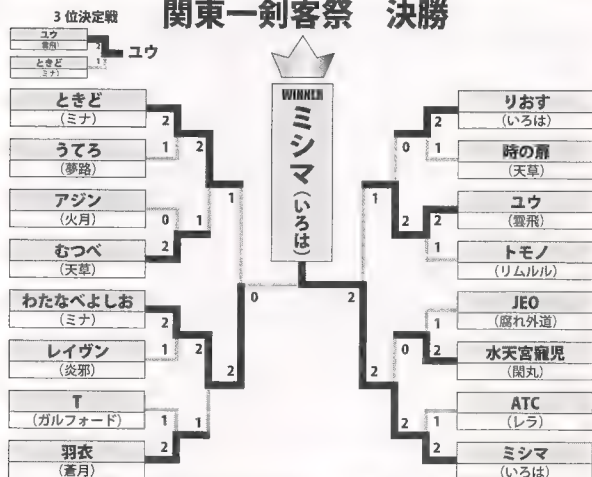 関東一剣客祭 決勝
3位決定戦
ユウ
(雲飛)
2
ときど
(ミナ)
1
ユウ
WINNER
ミシマ(いろは)
ときど
(ミナ)
2
うてろ
(夢路)
1
2
アジン
(火月)
0
むつべ
(天草)
2
1
1
わたなべよしお
(ミナ)
2
レイヴン
(炎邪)
1
2
T
(ガルフォード)
1
羽衣
(蒼月)
2
1
2
0
2
りおす
(いろは)
2
時の扉
(天草)
1
0
ユウ
(雲飛)
2
トモノ
(リムルル)
1
2
1
JEO
(腐れ外道)
1
水天宮寵児
(閑丸)
2
0
ATC
(レラ)
1
ミシマ
(いろは)
2
2
2